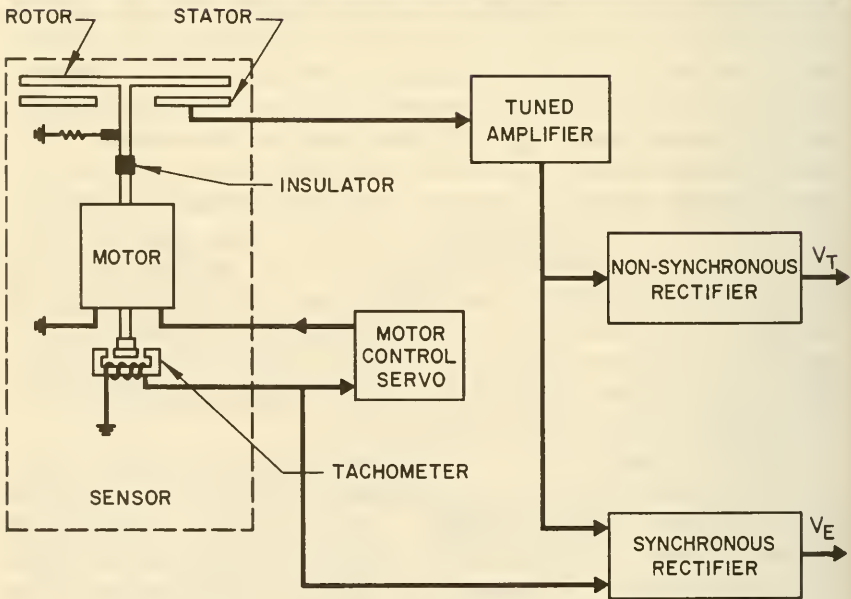 ROTOR
STATOR
TUNED
AMPLIFIER
INSULATOR
MOTOR
NON-SYNCHRONOUS
RECTIFIER
V_T
MOTOR
CONTROL
SERVO
TACHOMETER
SENSOR
SYNCHRONOUS
RECTIFIER
V_E